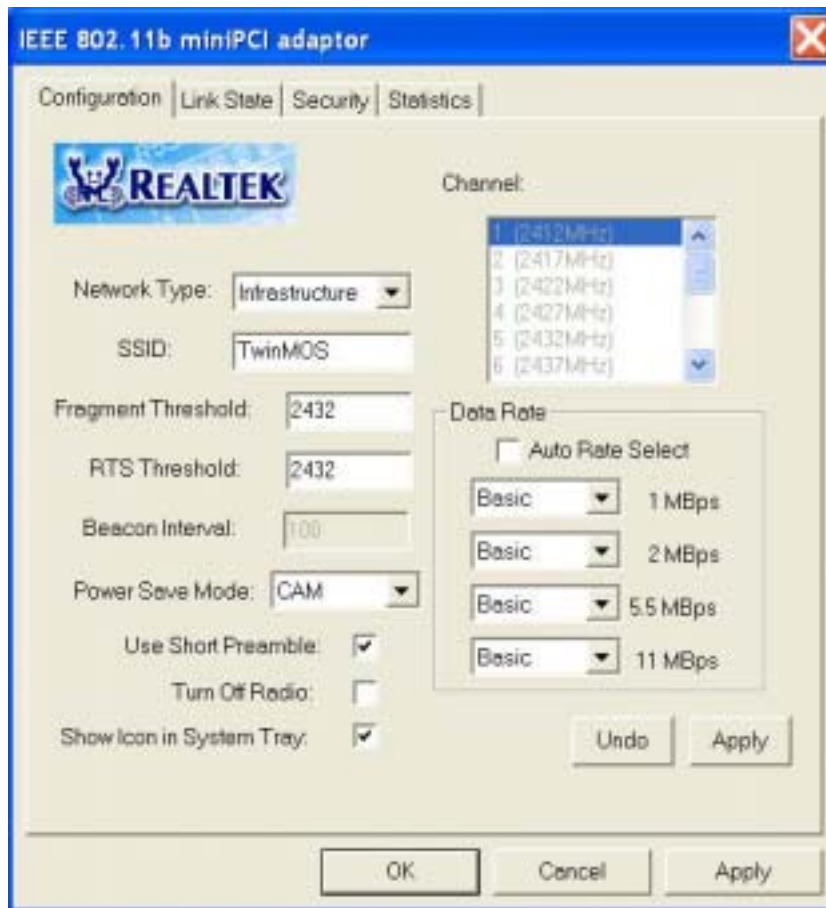 IEEE 802.11b miniPCI adaptor
Configuration Link State Security Statistics
REALTEK
Channel:
1 (2412MHz)
2 (2417MHz)
3 (2422MHz)
4 (2427MHz)
5 (2432MHz)
6 (2437MHz)
Network Type: Infrastructure
SSID: TwinMOS
Fragment Threshold: 2432
RTS Threshold: 2432
Beacon Interval: 100
Power Save Mode: CAM
Use Short Preamble:
Turn Off Radio:
Show Icon in System Tray:
Data Rate
Auto Rate Select
Basic 1 MBps
Basic 2 MBps
Basic 5.5 MBps
Basic 11 MBps
Undo Apply
OK Cancel Apply